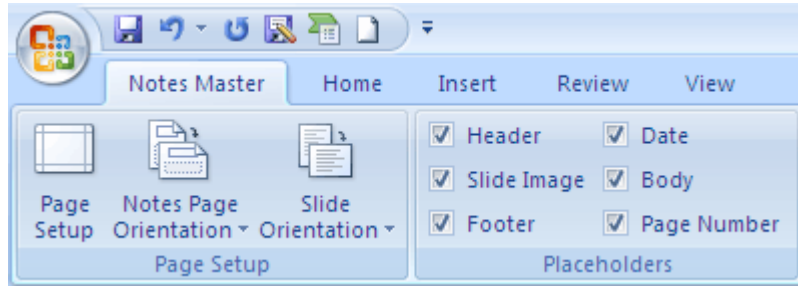 Notes Master Home Insert Review View
Header Date
Slide Image Body
Page Setup Notes Page Orientation Slide Orientation
Footer Page Number
Page Setup Placeholders